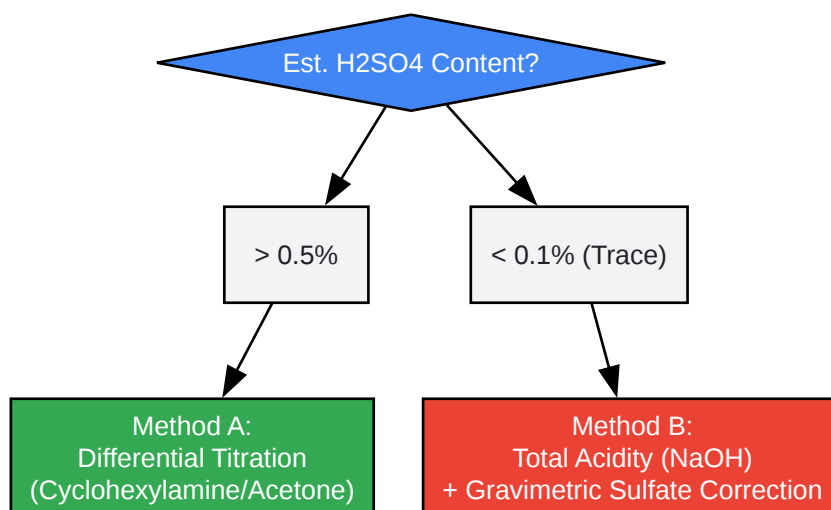 Est. H2SO4 Content?
> 0.5%
< 0.1% (Trace)
Method A:
Differential Titration
(Cyclohexylamine/Acetone)
Method B:
Total Acidity (NaOH)
+ Gravimetric Sulfate Correction